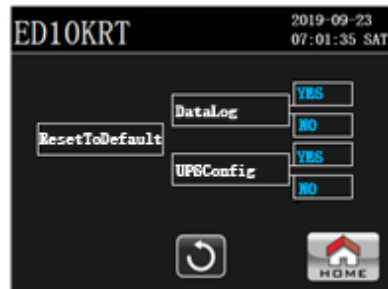 ED10KRT
2019-09-23
07:01:35 SAT
ResetToDefault
DataLog
YES
NO
UPSConfig
YES
NO
HOME